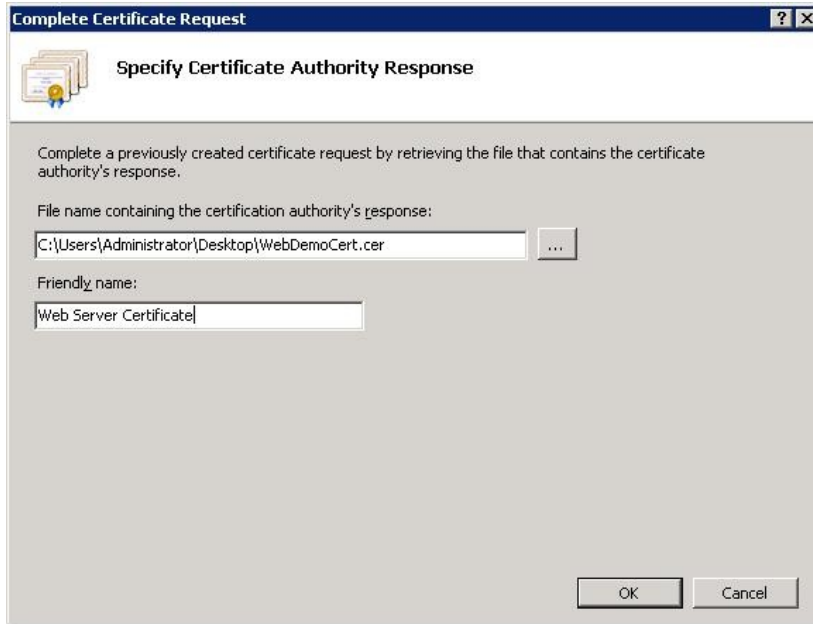 Complete Certificate Request
? X
Specify Certificate Authority Response
Complete a previously created certificate request by retrieving the file that contains the certificate
authority's response.
File name containing the certification authority's response:
C:\Users\Administrator\Desktop\WebDemoCert.cer
...
Friendly name:
Web Server Certificate
OK Cancel